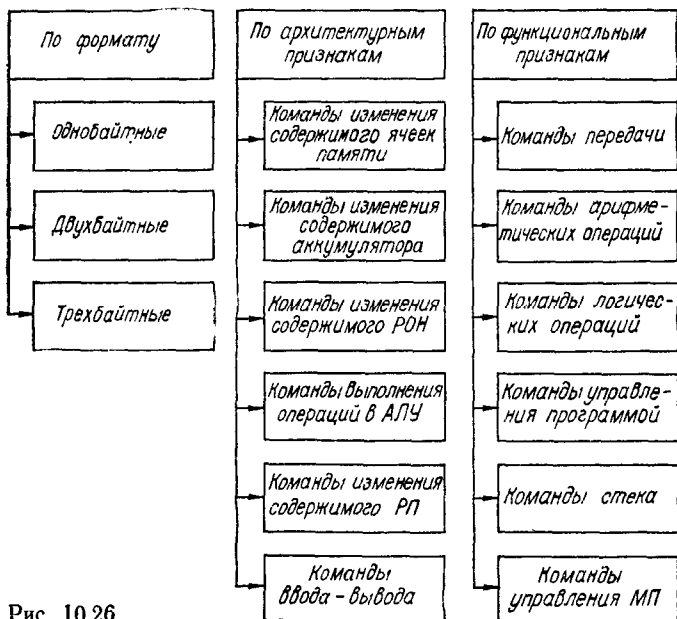 По формату
Однобайтные
Двухбайтные
Трехбайтные
По архитектурным
признакам
Команды изменения
содержимого ячеек
памяти
Команды изменения
содержимого
аккумулятора
Команды изменения
содержимого РОН
Команды выполнения
операций в АЛУ
Команды изменения
содержимого РП
Команды
ввода-вывода
По функциональным
признакам
Команды передачи
Команды арифме-
тических операций
Команды логичес-
ких операций
Команды управле-
ния программой
Команды стека
Команды
управления МП
Рис. 10.26